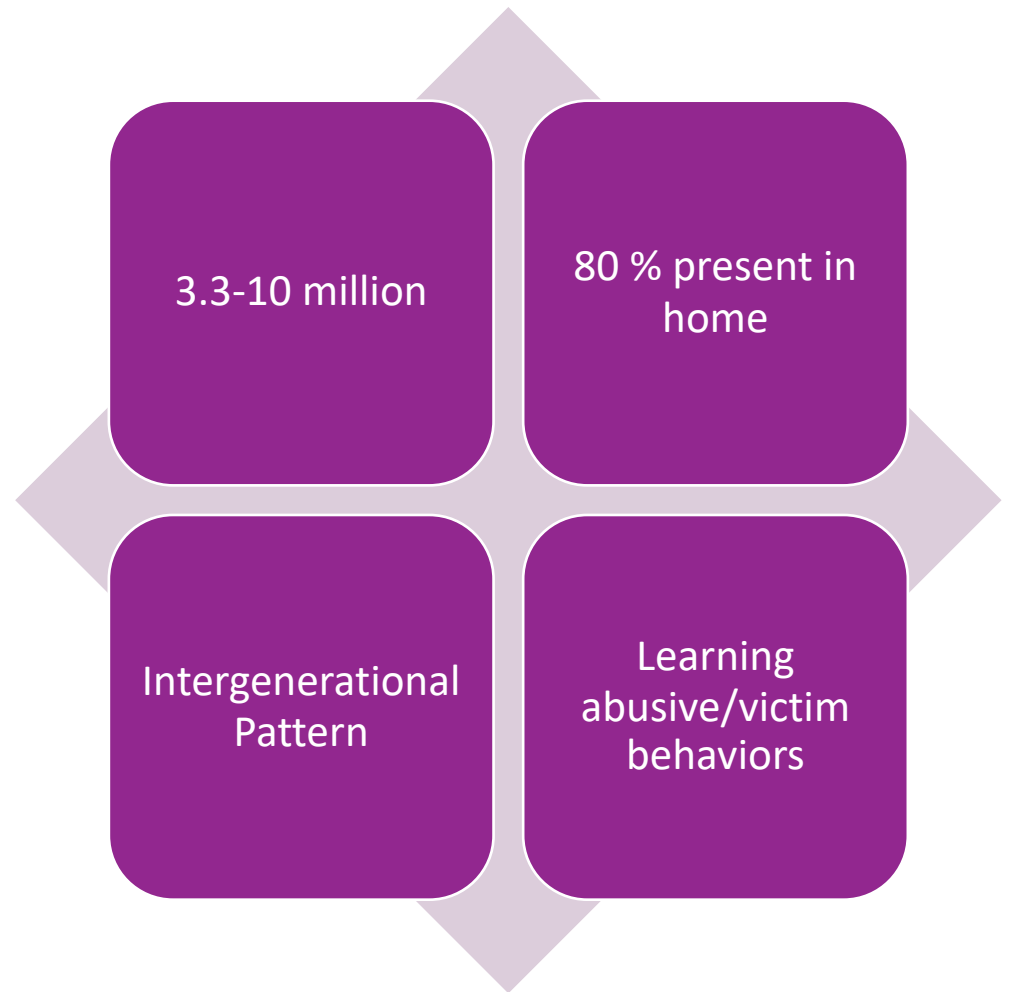 3.3-10 million
80 % present in
home
Intergenerational
Pattern
Learning
abusive/victim
behaviors